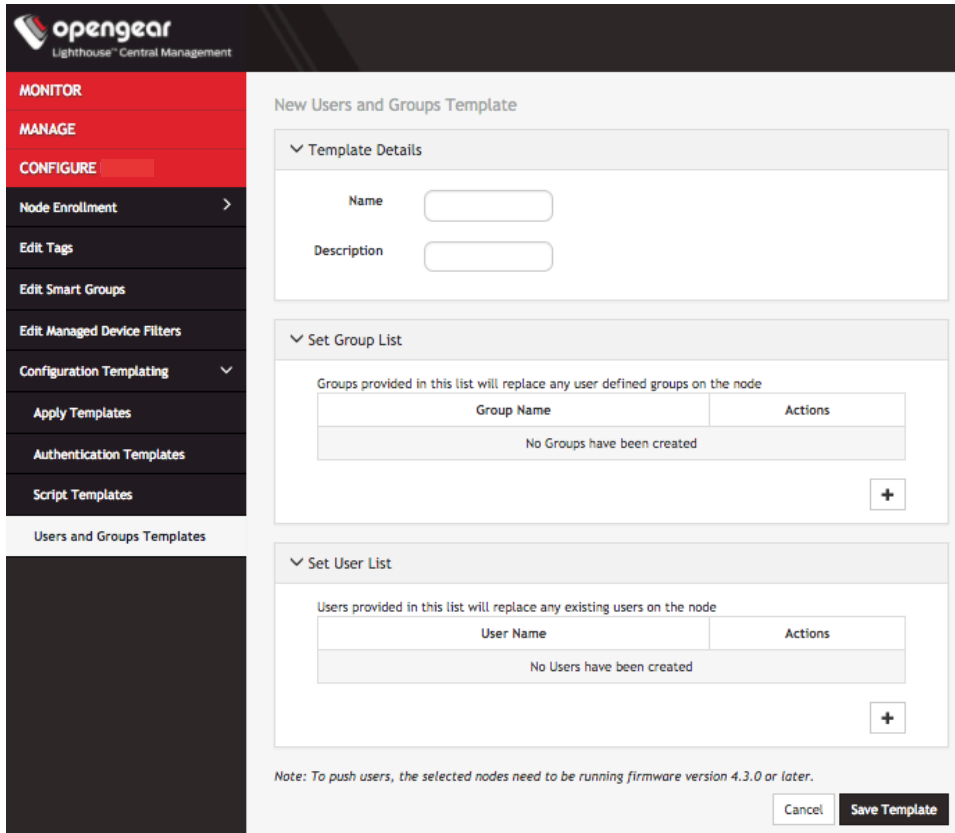 opengear
Lighthouse™ Central Management
MONITOR
MANAGE
CONFIGURE
Node Enrollment
Edit Tags
Edit Smart Groups
Edit Managed Device Filters
Configuration Templating
Apply Templates
Authentication Templates
Script Templates
Users and Groups Templates
New Users and Groups Template
Template Details
Name
Description
Set Group List
Groups provided in this list will replace any user defined groups on the node
Group Name Actions
No Groups have been created
+
Set User List
Users provided in this list will replace any existing users on the node
User Name Actions
No Users have been created
+
Note: To push users, the selected nodes need to be running firmware version 4.3.0 or later.
Cancel Save Template